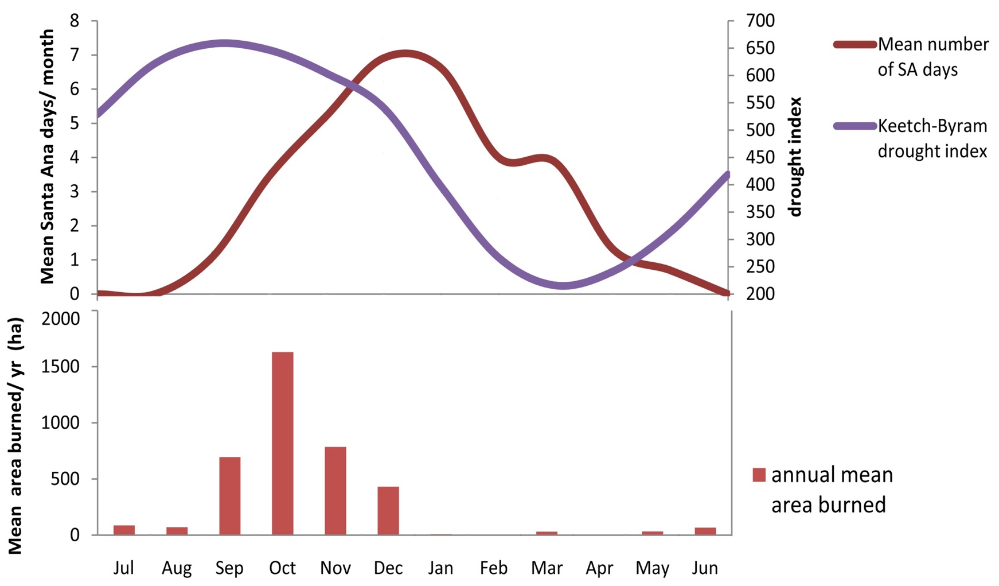 Mean Santa Ana days/ month
8
7
6
5
4
3
2
1
0
700
650
600
550
500
450
400
350
300
250
200
drought index
Mean number
of SA days
Keetch-Byram
drought index
Mean area burned/ yr (ha)
2000
1500
1000
500
0
annual mean
area burned
Jul Aug Sep Oct Nov Dec Jan Feb Mar Apr May Jun